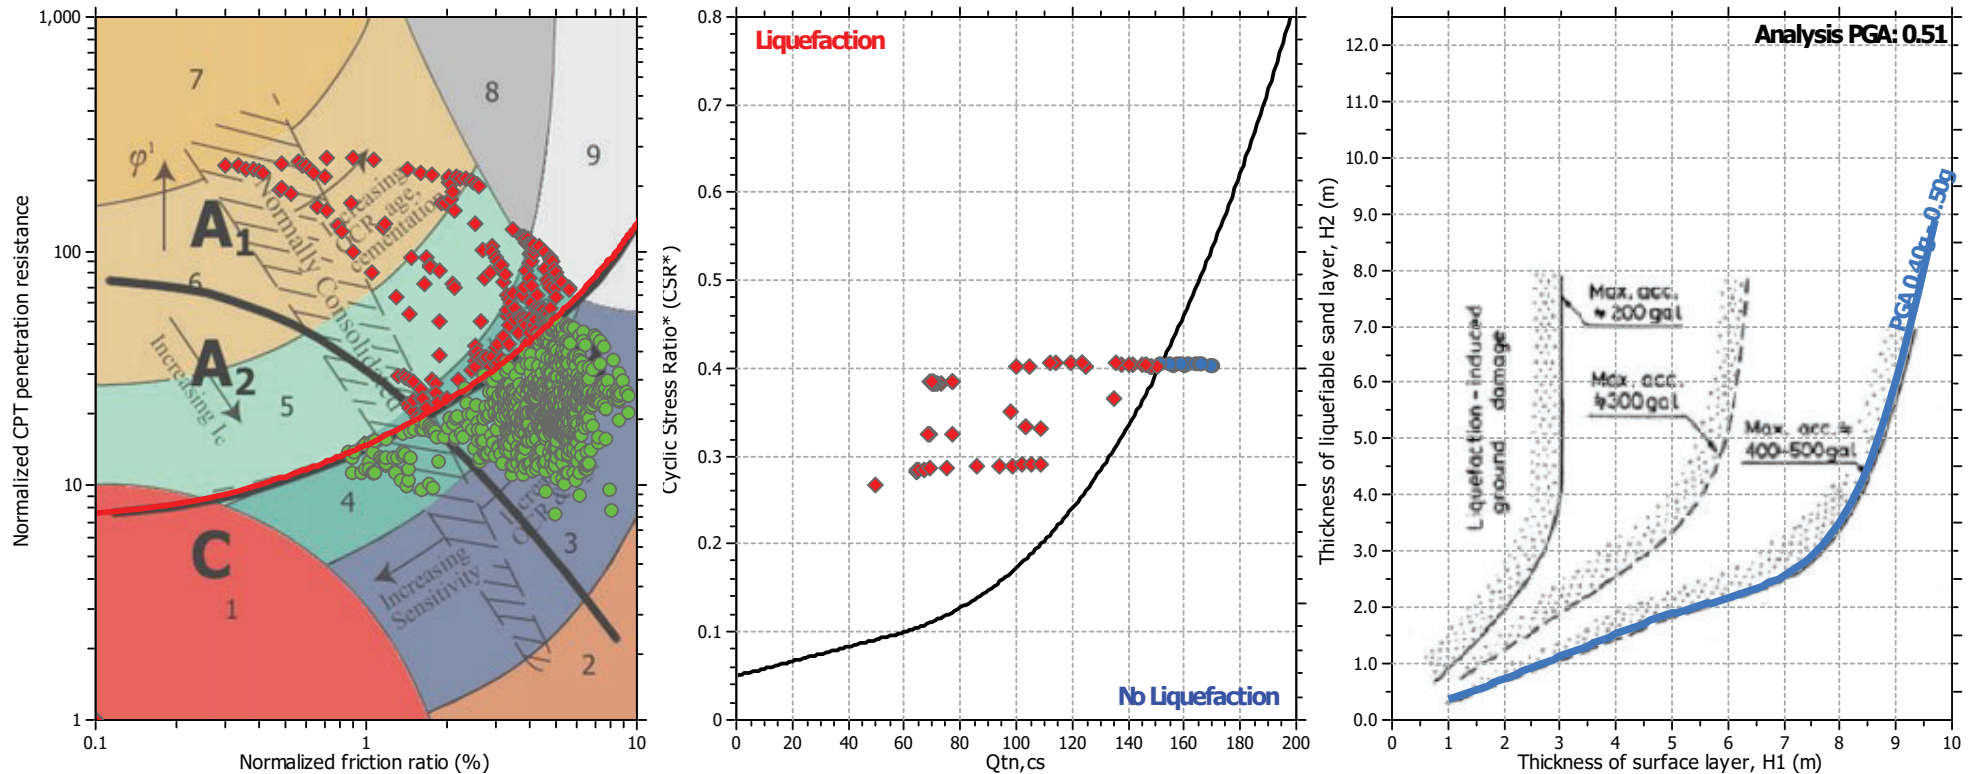 1,000
100
10
1
Normalized CPT penetration resistance
0.1
1
10
Normalized friction ratio (%)
7
8
9
φ¹
A1
6
A2
5
4
C
1
3
2
Normally Consolidated
Increasing
OCR, age,
cementation
Increasing Ic
Increasing
Sensitivity
0.8
0.7
0.6
0.5
0.4
0.3
0.2
0.1
0
Cyclic Stress Ratio* (CSR*)
Liquefaction
No Liquefaction
0
20
40
60
80
100
120
140
160
180
200
Qtn,cs
Analysis PGA: 0.51
12.0
11.0
10.0
9.0
8.0
7.0
6.0
5.0
4.0
3.0
2.0
1.0
0.0
Thickness of liquefiable sand layer, H2 (m)
Liquefaction-induced
ground damage
Max. acc.
≒ 200 gal
Max. acc.
≒ 300 gal
Max. acc. ≒
400~500 gal
PGA 0.40g - 0.50g
0
1
2
3
4
5
6
7
8
9
10
Thickness of surface layer, H1 (m)